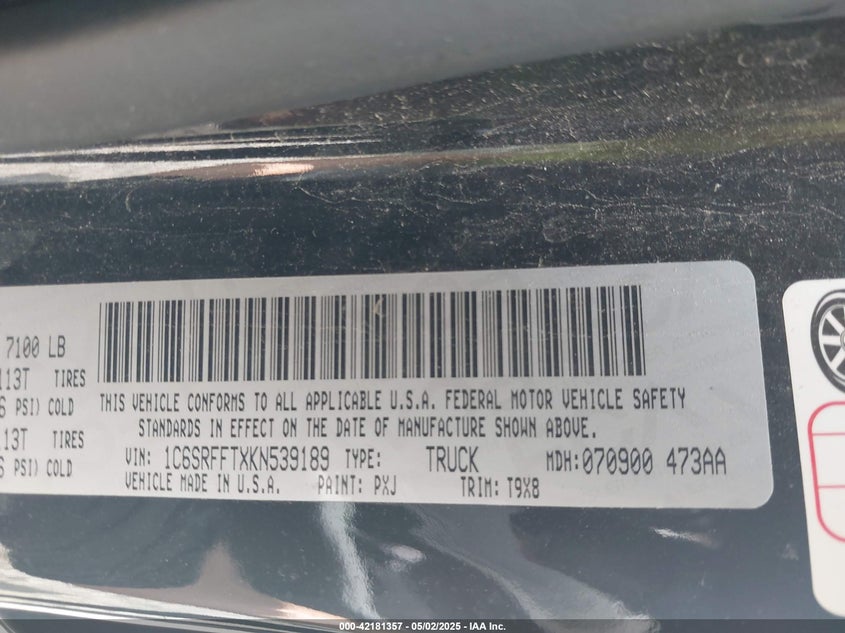 7100 LB
113T TIRES
PSI) COLD
13T TIRES
PSI) COLD
THIS VEHICLE CONFORMS TO ALL APPLICABLE U.S.A. FEDERAL MOTOR VEHICLE SAFETY
STANDARDS IN EFFECT ON THE DATE OF MANUFACTURE SHOWN ABOVE.
VIN: 1C6SRFFTXKN539189 TYPE: TRUCK MDH: 070900 473AA
VEHICLE MADE IN U.S.A. PAINT: PXJ TRIM: T9X8
000-42181357 - 05/02/2025 - IAA Inc.